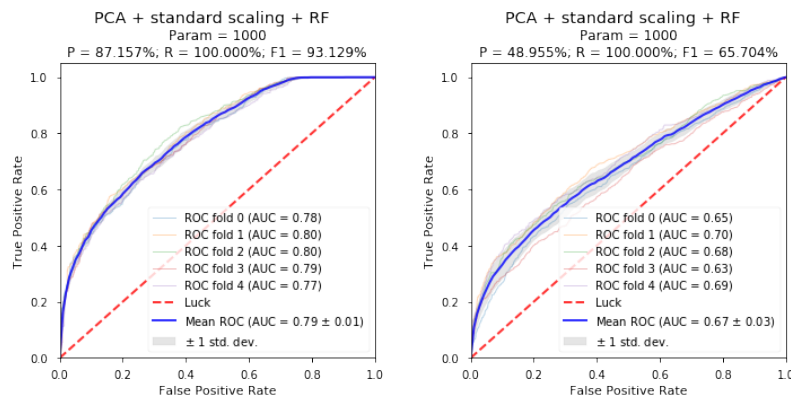 PCA + standard scaling + RF
Param = 1000
P = 87.157%; R = 100.000%; F1 = 93.129%
True Positive Rate
1.0
0.8
0.6
0.4
0.2
0.0
ROC fold 0 (AUC = 0.78)
ROC fold 1 (AUC = 0.80)
ROC fold 2 (AUC = 0.80)
ROC fold 3 (AUC = 0.79)
ROC fold 4 (AUC = 0.77)
Luck
Mean ROC (AUC = 0.79 ± 0.01)
± 1 std. dev.
0.0 0.2 0.4 0.6 0.8 1.0
False Positive Rate
PCA + standard scaling + RF
Param = 1000
P = 48.955%; R = 100.000%; F1 = 65.704%
True Positive Rate
1.0
0.8
0.6
0.4
0.2
0.0
ROC fold 0 (AUC = 0.65)
ROC fold 1 (AUC = 0.70)
ROC fold 2 (AUC = 0.68)
ROC fold 3 (AUC = 0.63)
ROC fold 4 (AUC = 0.69)
Luck
Mean ROC (AUC = 0.67 ± 0.03)
± 1 std. dev.
0.0 0.2 0.4 0.6 0.8 1.0
False Positive Rate